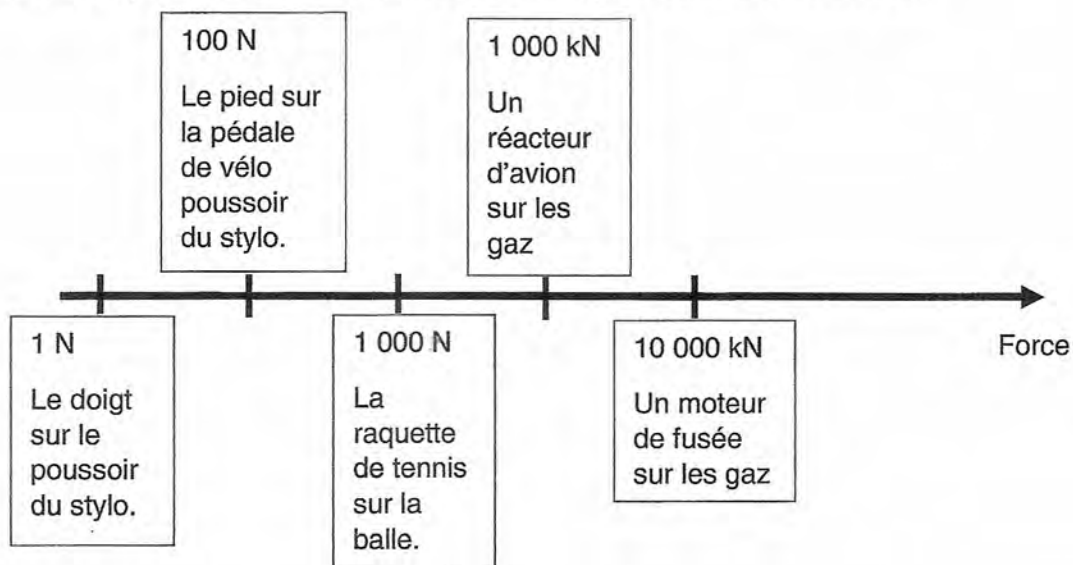 100 N
Le pied sur
la pédale
de vélo
poussoir
du stylo.
1 000 kN
Un
réacteur
d'avion
sur les
gaz
1 N
Le doigt
sur le
poussoir
du stylo.
1 000 N
La
raquette
de tennis
sur la
balle.
10 000 kN
Un moteur
de fusée
sur les gaz
Force